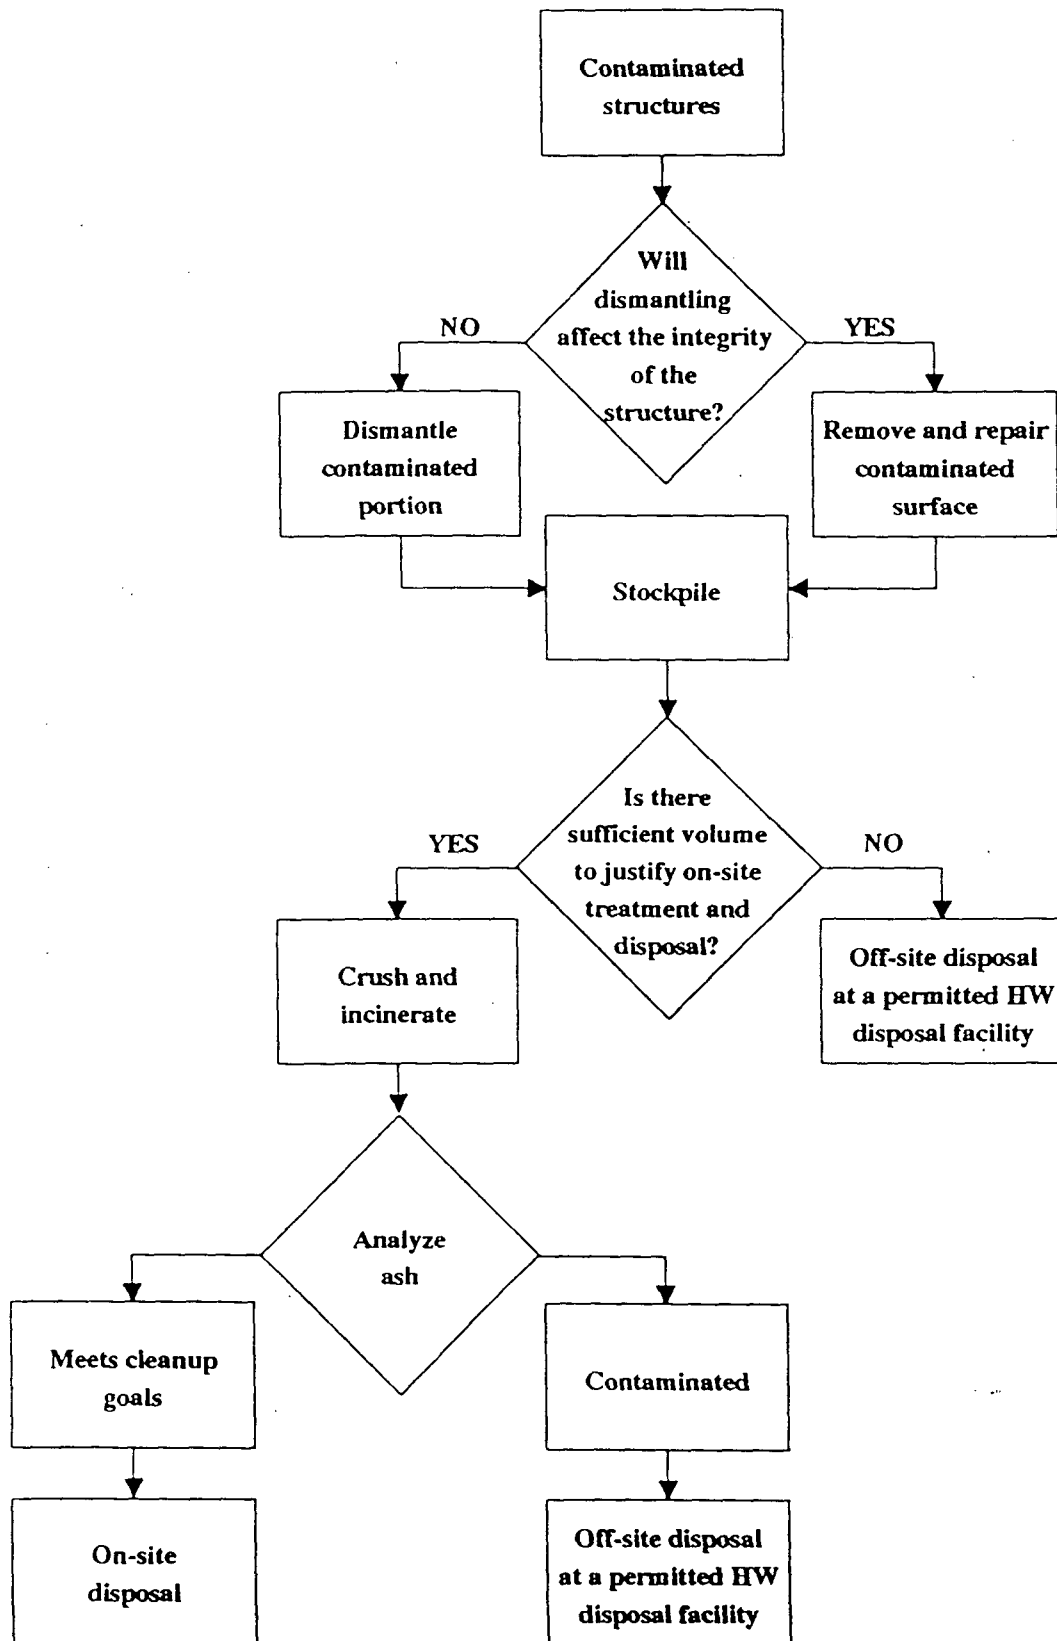 Contaminated
structures
Will
dismantling
affect the integrity
of the
structure?
NO
YES
Dismantle
contaminated
portion
Remove and repair
contaminated
surface
Stockpile
Is there
sufficient volume
to justify on-site
treatment and
disposal?
YES
NO
Crush and
incinerate
Off-site disposal
at a permitted HW
disposal facility
Analyze
ash
Meets cleanup
goals
Contaminated
On-site
disposal
Off-site disposal
at a permitted HW
disposal facility